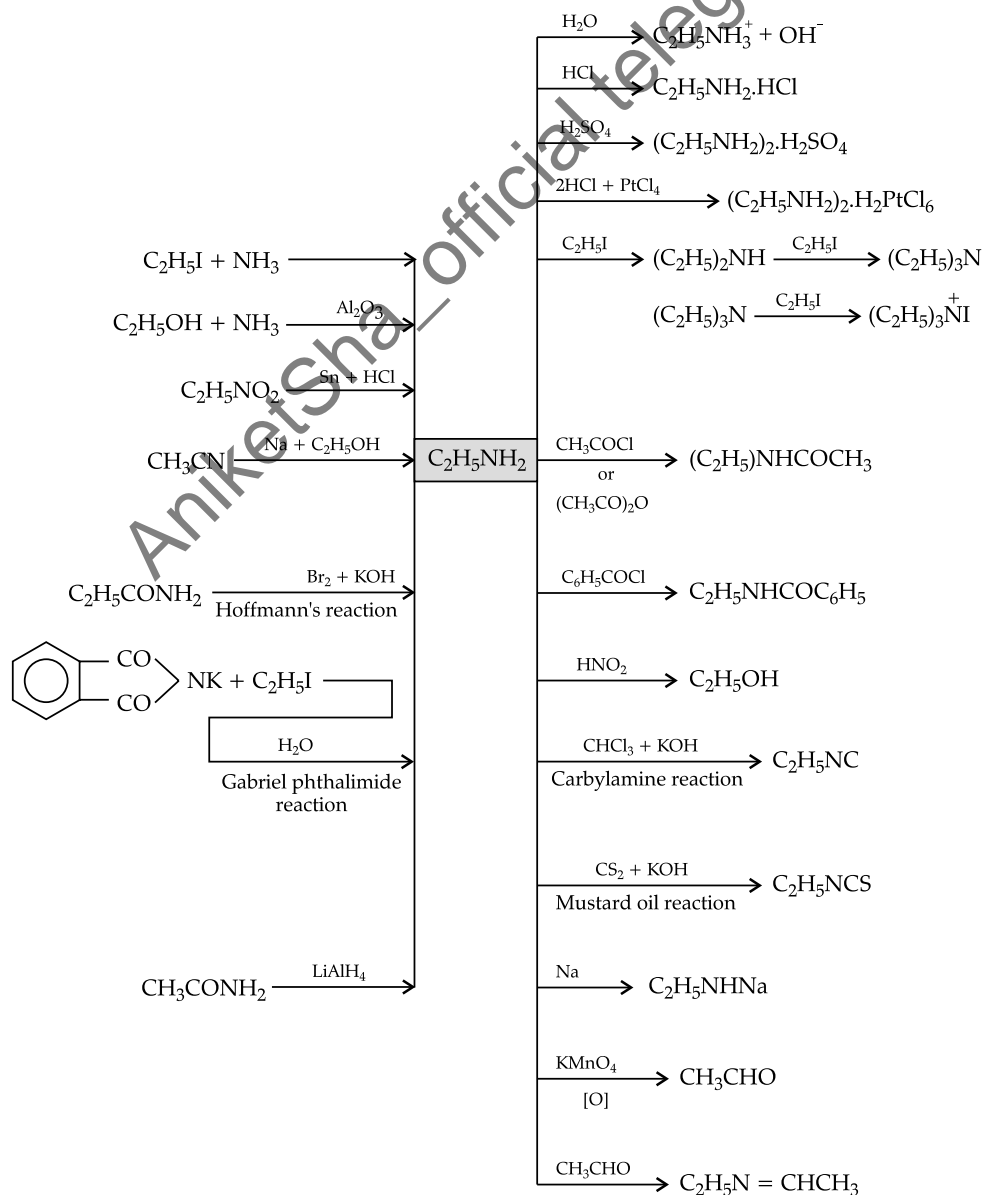 AniketSha_official teleg
C₂H₅I + NH₃
C₂H₅OH + NH₃
Al₂O₃
C₂H₅NO₂
Sn + HCl
CH₃CN
Na + C₂H₅OH
C₂H₅CONH₂
Br₂ + KOH
Hoffmann's reaction
CO
CO
NK + C₂H₅I
H₂O
Gabriel phthalimide
reaction
CH₃CONH₂
LiAlH₄
C₂H₅NH₂
H₂O
C₂H₅NH₃⁺ + OH⁻
HCl
C₂H₅NH₂.HCl
H₂SO₄
(C₂H₅NH₂)₂.H₂SO₄
2HCl + PtCl₄
(C₂H₅NH₂)₂.H₂PtCl₆
C₂H₅I
(C₂H₅)₂NH
C₂H₅I
(C₂H₅)₃N
(C₂H₅)₃N
C₂H₅I
(C₂H₅)₃N⁺I
CH₃COCl
or
(CH₃CO)₂O
(C₂H₅)NHCOCH₃
C₆H₅COCl
C₂H₅NHCOC₆H₅
HNO₂
C₂H₅OH
CHCl₃ + KOH
Carbylamine reaction
C₂H₅NC
CS₂ + KOH
Mustard oil reaction
C₂H₅NCS
Na
C₂H₅NHNa
KMnO₄
[O]
CH₃CHO
CH₃CHO
C₂H₅N = CHCH₃